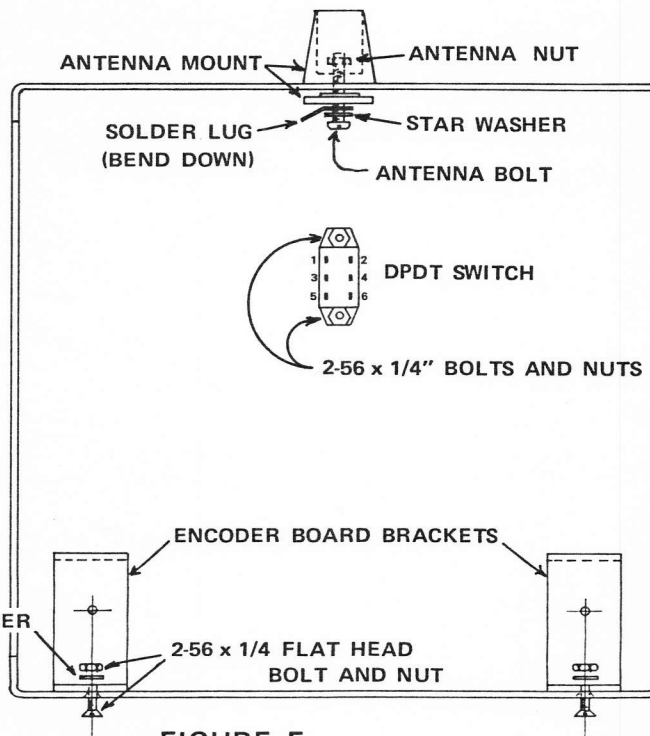 ANTENNA NUT
ANTENNA MOUNT
STAR WASHER
SOLDER LUG
(BEND DOWN)
ANTENNA BOLT
1 2
3 4
5 6
DPDT SWITCH
2-56 x 1/4" BOLTS AND NUTS
ENCODER BOARD BRACKETS
ER
2-56 x 1/4 FLAT HEAD
BOLT AND NUT